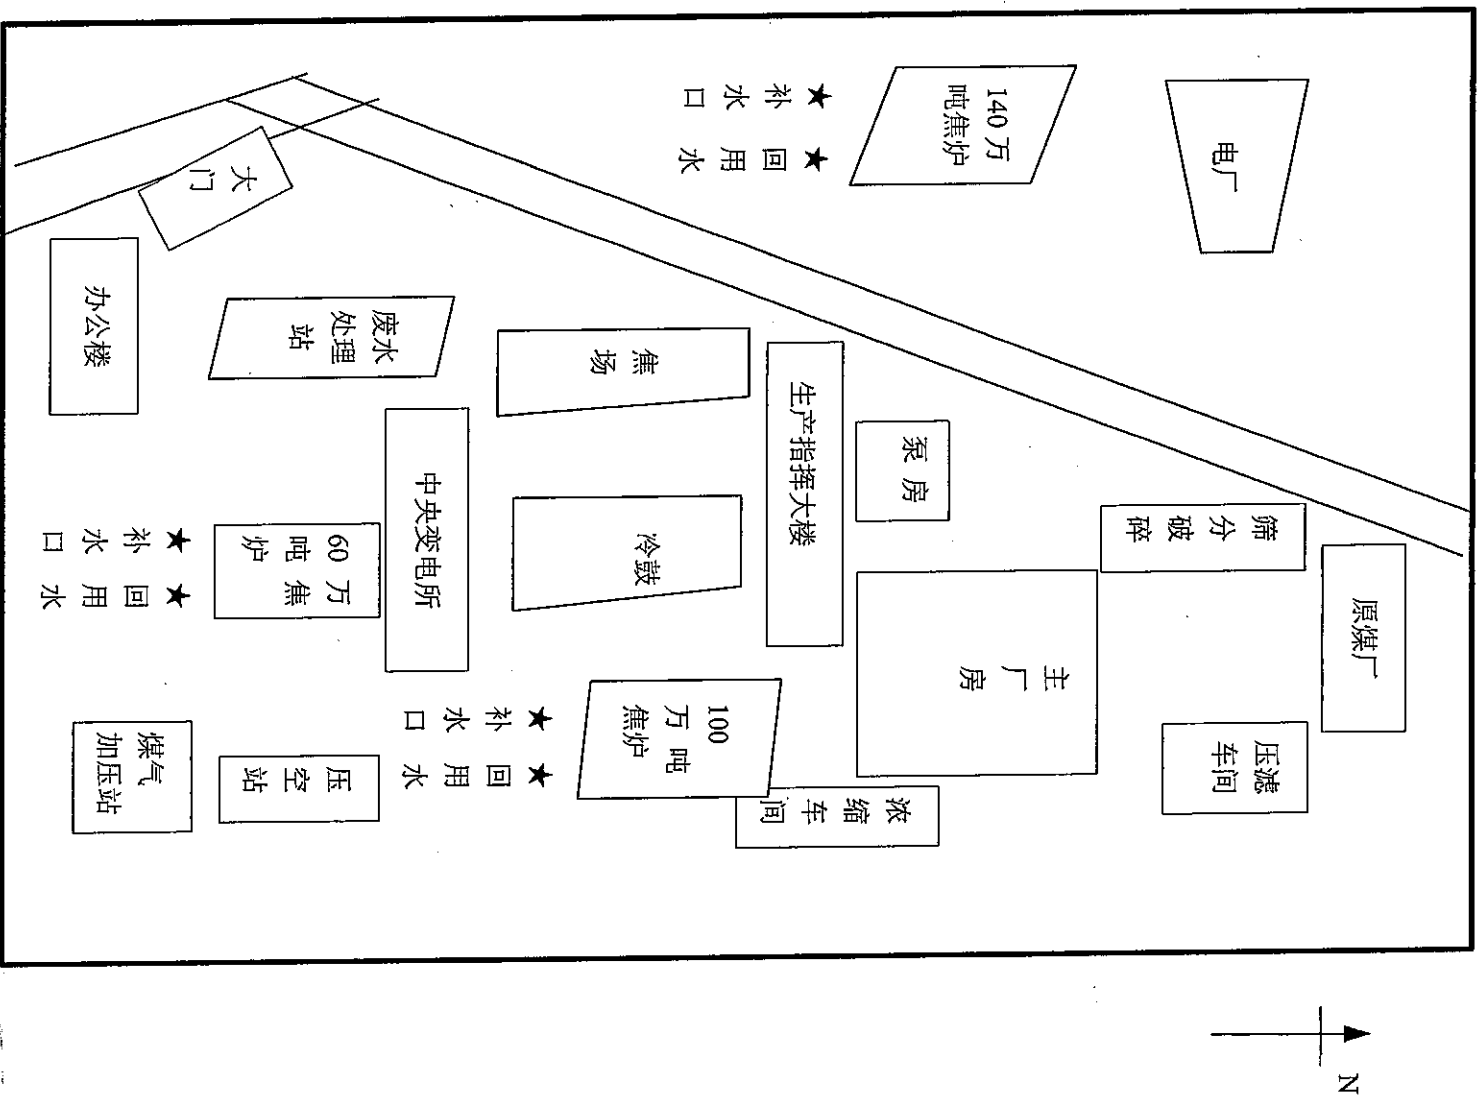 原煤厂
电厂
筛分破碎
压滤
车间
140万
吨焦炉
★补水口
★回用水
主厂房
泵房
生产指挥大楼
浓缩车间
100
万吨
焦炉
★补水口
★回用水
焦场
冷鼓
中央变电所
废水
处理
站
60万
吨焦
炉
★补水口
★回用水
压空站
大门
办公楼
煤气
加压站
N